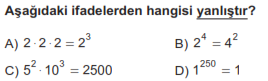 Aşağıdaki ifadelerden hangisi yanlıştır?
A) 2 · 2 · 2 = 2³ B) 2⁴ = 4²
C) 5² · 10³ = 2500 D) 1²⁵⁰ = 1